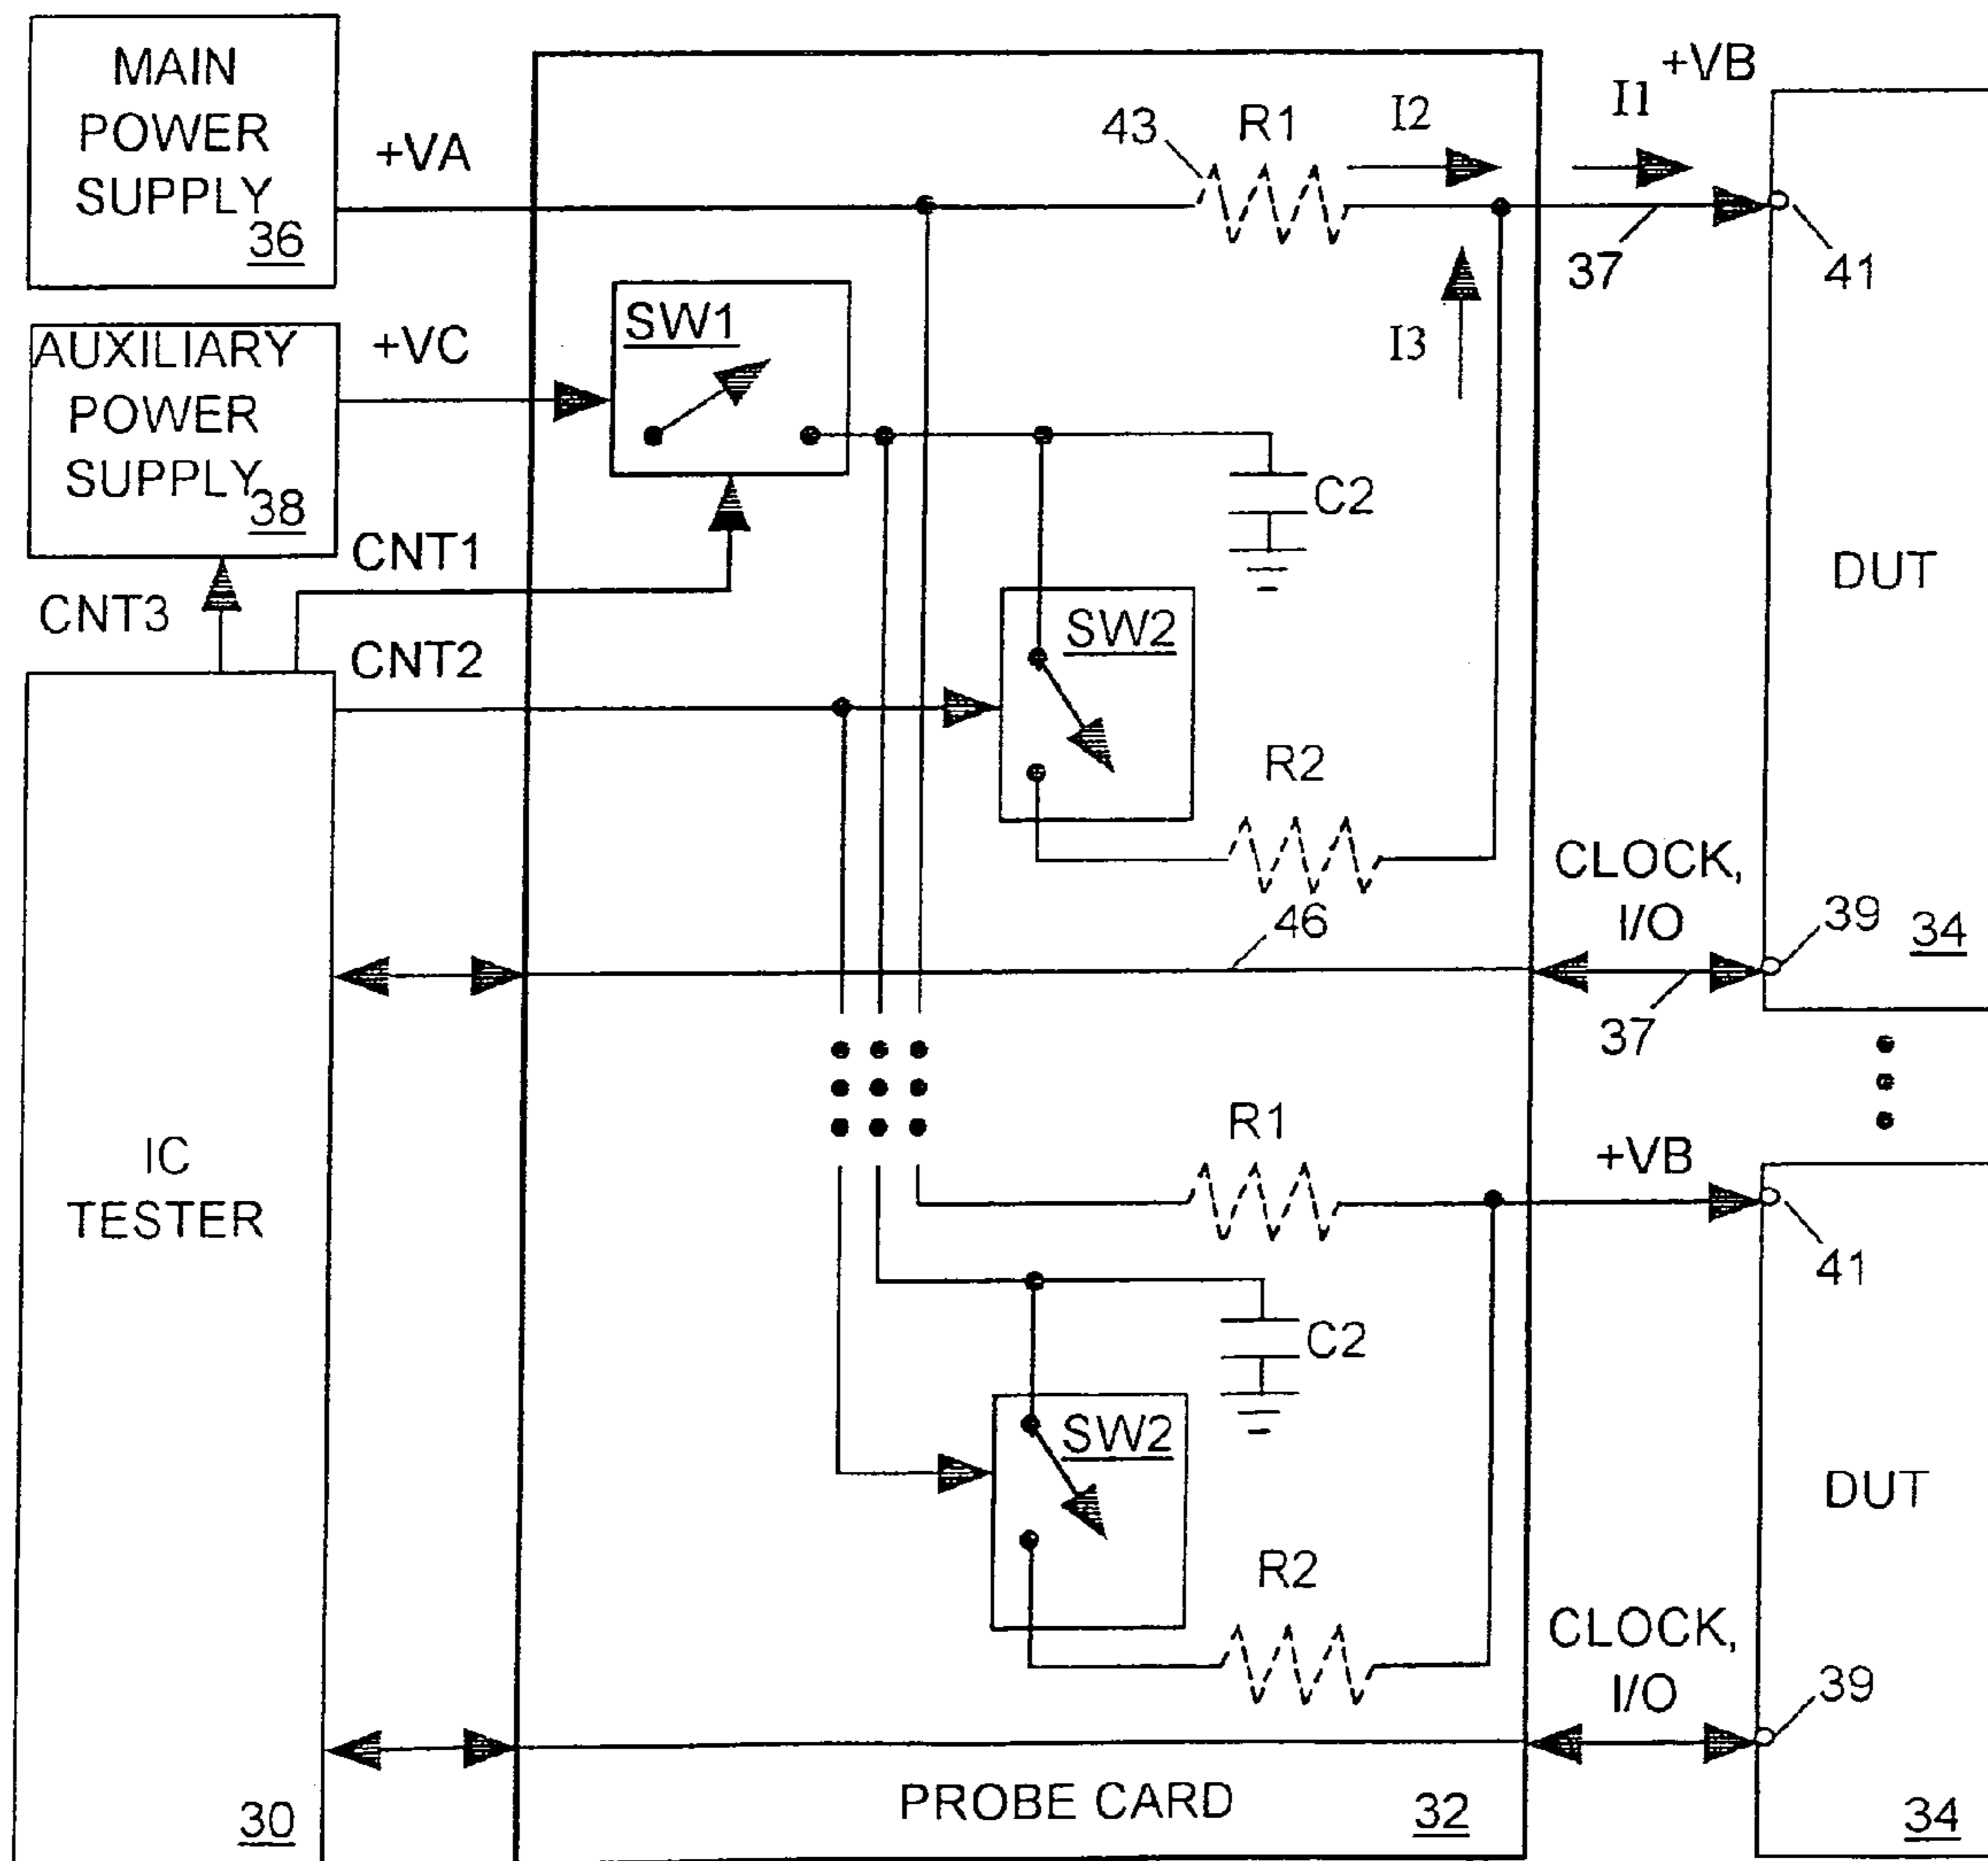 MAIN
POWER
SUPPLY
36
+VA
43
R1
I2
I1
+VB
37
41
AUXILIARY
POWER
SUPPLY
38
+VC
SW1
I3
C2
DUT
CNT3
CNT1
CNT2
SW2
R2
CLOCK,
I/O
46
39
34
37
IC
TESTER
R1
+VB
41
C2
SW2
DUT
R2
CLOCK,
I/O
39
30
PROBE CARD
32
34